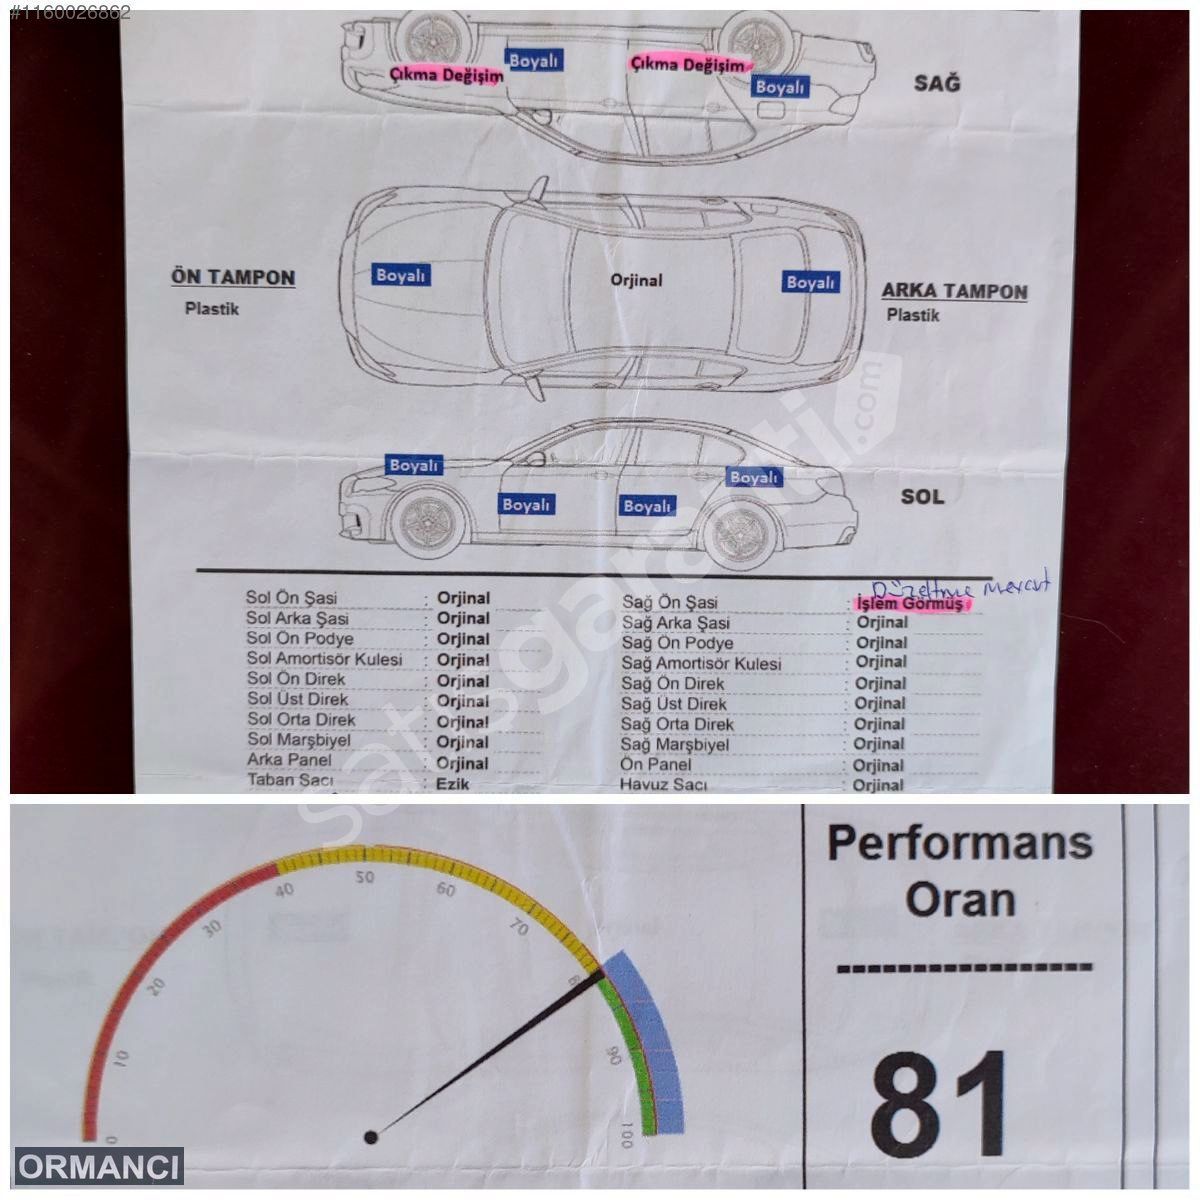 #1160026862
Çıkma Değişim
Boyalı
Çıkma Değişim
Boyalı
SAĞ
ÖN TAMPON
Plastik
Boyalı
Orjinal
Boyalı
ARKA TAMPON
Plastik
Boyalı
Boyalı
Boyalı
Boyalı
SOL
Düzeltme mevcut
Sol Ön Şasi : Orjinal
Sol Arka Şasi : Orjinal
Sol Ön Podye : Orjinal
Sol Amortisör Kulesi : Orjinal
Sol Ön Direk : Orjinal
Sol Üst Direk : Orjinal
Sol Orta Direk : Orjinal
Sol Marşbiyel : Orjinal
Arka Panel : Orjinal
Taban Sacı : Ezik
Sağ Ön Şasi : İşlem Görmüş
Sağ Arka Şasi : Orjinal
Sağ Ön Podye : Orjinal
Sağ Amortisör Kulesi : Orjinal
Sağ Ön Direk : Orjinal
Sağ Üst Direk : Orjinal
Sağ Orta Direk : Orjinal
Sağ Marşbiyel : Orjinal
Ön Panel : Orjinal
Havuz Sacı : Orjinal
satışgaranti.com
0
10
20
30
40
50
60
70
90
100
Performans
Oran
81
ORMANCI